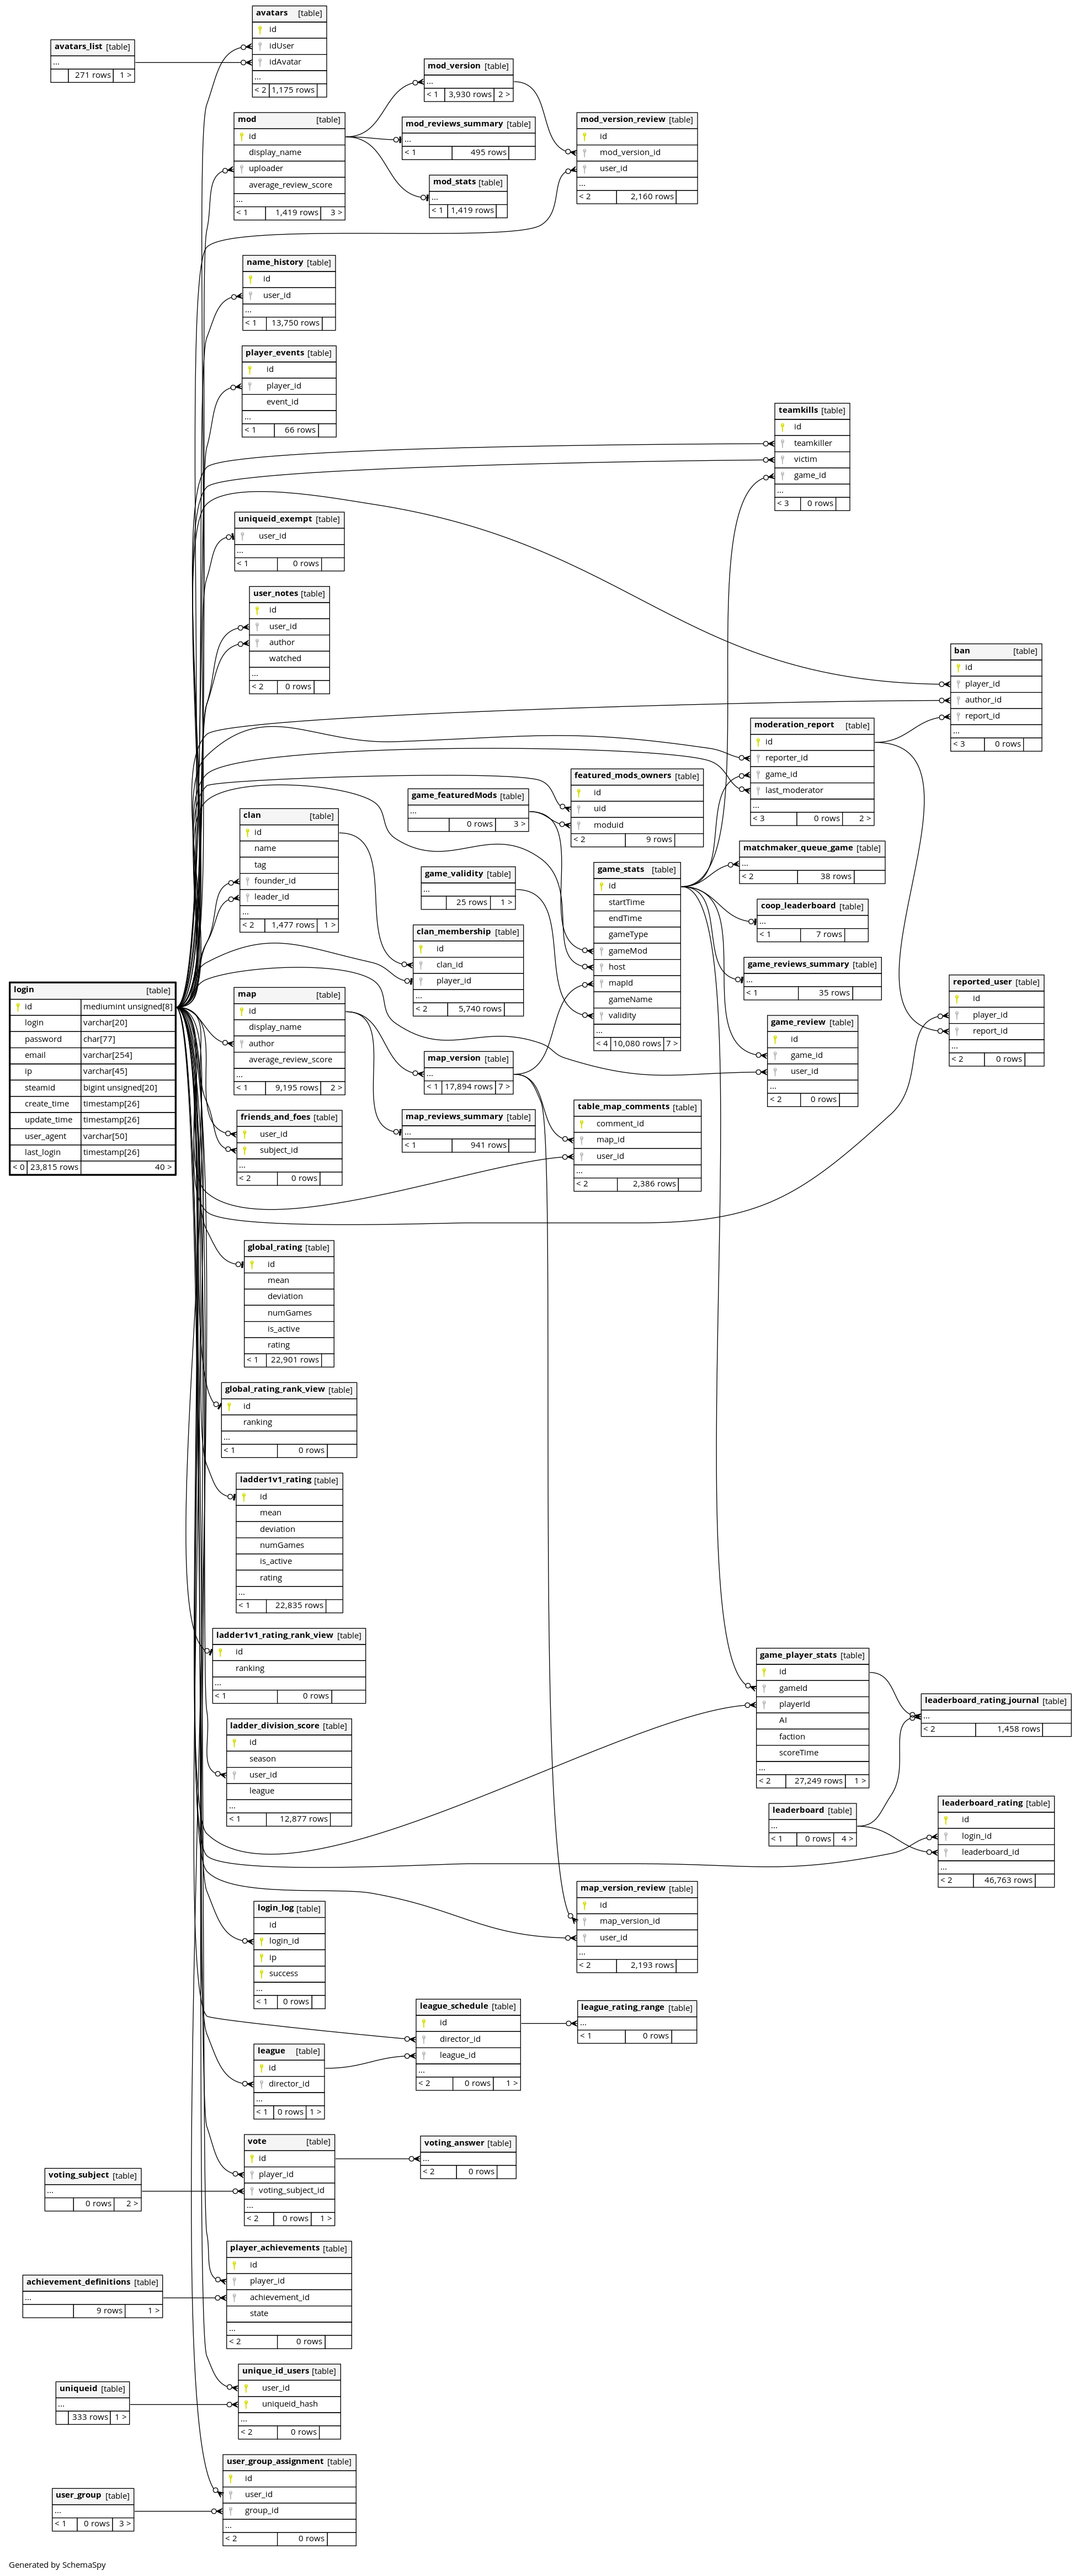 avatars [table]
id
idUser
idAvatar
...
< 2 1,175 rows
avatars_list [table]
...
271 rows 1 >
mod_version [table]
...
< 1 3,930 rows 2 >
mod [table]
id
display_name
uploader
average_review_score
...
< 1 1,419 rows 3 >
mod_reviews_summary [table]
...
< 1 495 rows
mod_version_review [table]
id
mod_version_id
user_id
...
< 2 2,160 rows
mod_stats [table]
...
< 1 1,419 rows
name_history [table]
id
user_id
...
< 1 13,750 rows
player_events [table]
id
player_id
event_id
...
< 1 66 rows
teamkills [table]
id
teamkiller
victim
game_id
...
< 3 0 rows
uniqueid_exempt [table]
user_id
...
< 1 0 rows
user_notes [table]
id
user_id
author
watched
...
< 2 0 rows
ban [table]
id
player_id
author_id
report_id
...
< 3 0 rows
moderation_report [table]
id
reporter_id
game_id
last_moderator
...
< 3 0 rows 2 >
featured_mods_owners [table]
id
uid
moduid
...
< 2 9 rows
game_featuredMods [table]
...
0 rows 3 >
clan [table]
id
name
tag
founder_id
leader_id
...
< 2 1,477 rows 1 >
matchmaker_queue_game [table]
...
< 2 38 rows
game_validity [table]
...
25 rows 1 >
game_stats [table]
id
startTime
endTime
gameType
gameMod
host
mapId
gameName
validity
...
< 4 10,080 rows 7 >
coop_leaderboard [table]
...
< 1 7 rows
clan_membership [table]
id
clan_id
player_id
...
< 2 5,740 rows
game_reviews_summary [table]
...
< 1 35 rows
reported_user [table]
id
player_id
report_id
...
< 2 0 rows
login [table]
id mediumint unsigned[8]
login varchar[20]
password char[77]
email varchar[254]
ip varchar[45]
steamid bigint unsigned[20]
create_time timestamp[26]
update_time timestamp[26]
user_agent varchar[50]
last_login timestamp[26]
< 0 23,815 rows 40 >
map [table]
id
display_name
author
average_review_score
...
< 1 9,195 rows 2 >
game_review [table]
id
game_id
user_id
...
< 2 0 rows
map_version [table]
...
< 1 17,894 rows 7 >
friends_and_foes [table]
user_id
subject_id
...
< 2 0 rows
map_reviews_summary [table]
...
< 1 941 rows
table_map_comments [table]
comment_id
map_id
user_id
...
< 2 2,386 rows
global_rating [table]
id
mean
deviation
numGames
is_active
rating
< 1 22,901 rows
global_rating_rank_view [table]
id
ranking
...
< 1 0 rows
ladder1v1_rating [table]
id
mean
deviation
numGames
is_active
rating
...
< 1 22,835 rows
ladder1v1_rating_rank_view [table]
id
ranking
...
< 1 0 rows
game_player_stats [table]
id
gameId
playerId
AI
faction
scoreTime
...
< 2 27,249 rows 1 >
leaderboard_rating_journal [table]
...
< 2 1,458 rows
ladder_division_score [table]
id
season
user_id
league
...
< 1 12,877 rows
leaderboard [table]
...
< 1 0 rows 4 >
leaderboard_rating [table]
id
login_id
leaderboard_id
...
< 2 46,763 rows
map_version_review [table]
id
map_version_id
user_id
...
< 2 2,193 rows
login_log [table]
id
login_id
ip
success
...
< 1 0 rows
league_schedule [table]
id
director_id
league_id
...
< 2 0 rows 1 >
league_rating_range [table]
...
< 1 0 rows
league [table]
id
director_id
...
< 1 0 rows 1 >
vote [table]
id
player_id
voting_subject_id
...
< 2 0 rows 1 >
voting_answer [table]
...
< 2 0 rows
voting_subject [table]
...
0 rows 2 >
player_achievements [table]
id
player_id
achievement_id
state
...
< 2 0 rows
achievement_definitions [table]
...
9 rows 1 >
unique_id_users [table]
user_id
uniqueid_hash
...
< 2 0 rows
uniqueid [table]
...
333 rows 1 >
user_group_assignment [table]
id
user_id
group_id
...
< 2 0 rows
user_group [table]
...
< 1 0 rows 3 >
Generated by SchemaSpy